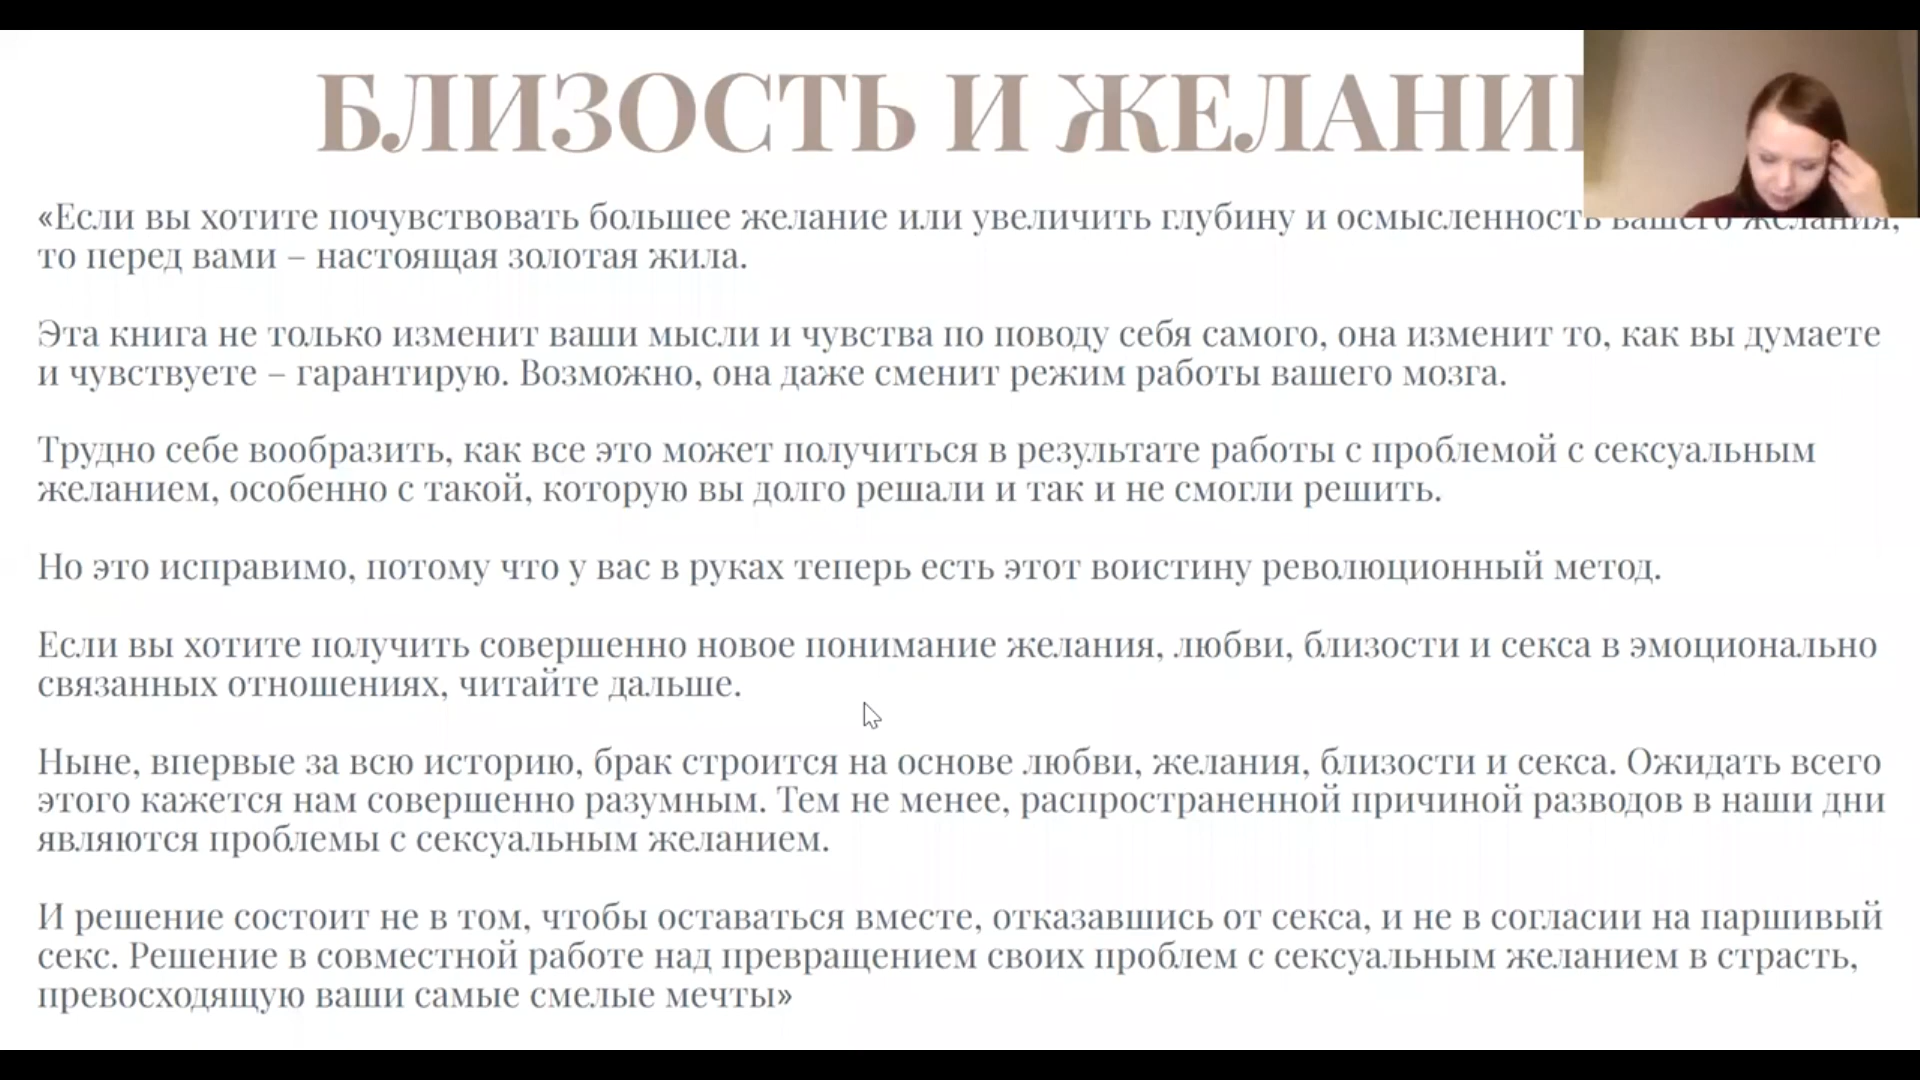 БЛИЗОСТЬ И ЖЕЛАНИ
«Если вы хотите почувствовать большее желание или увеличить глубину и осмысленность вашего желания,
то перед вами – настоящая золотая жила.
Эта книга не только изменит ваши мысли и чувства по поводу себя самого, она изменит то, как вы думаете
и чувствуете – гарантирую. Возможно, она даже сменит режим работы вашего мозга.
Трудно себе вообразить, как все это может получиться в результате работы с проблемой с сексуальным
желанием, особенно с такой, которую вы долго решали и так и не смогли решить.
Но это исправимо, потому что у вас в руках теперь есть этот воистину революционный метод.
Если вы хотите получить совершенно новое понимание желания, любви, близости и секса в эмоционально
связанных отношениях, читайте дальше.
Ныне, впервые за всю историю, брак строится на основе любви, желания, близости и секса. Ожидать всего
этого кажется нам совершенно разумным. Тем не менее, распространенной причиной разводов в наши дни
являются проблемы с сексуальным желанием.
И решение состоит не в том, чтобы оставаться вместе, отказавшись от секса, и не в согласии на паршивый
секс. Решение в совместной работе над превращением своих проблем с сексуальным желанием в страсть,
превосходящую ваши самые смелые мечты»